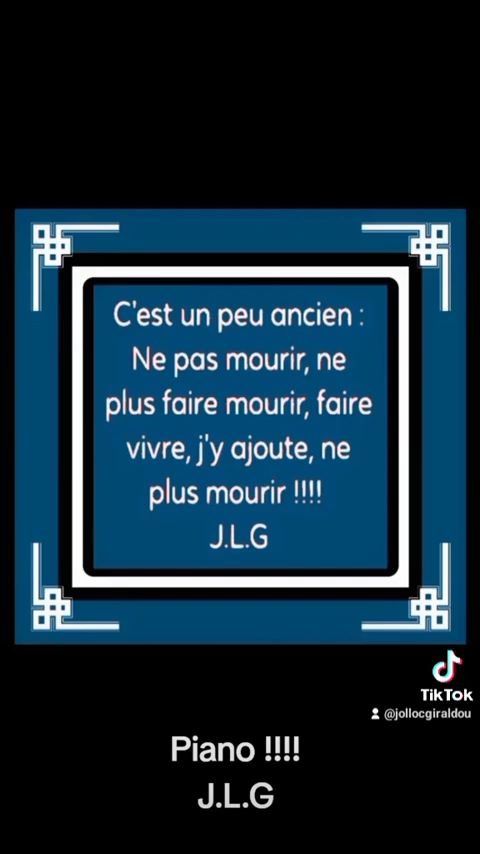 C'est un peu ancien :
Ne pas mourir, ne
plus faire mourir, faire
vivre, j'y ajoute, ne
plus mourir !!!!
J.L.G
TikTok
@jollocgiraldou
Piano !!!!
J.L.G